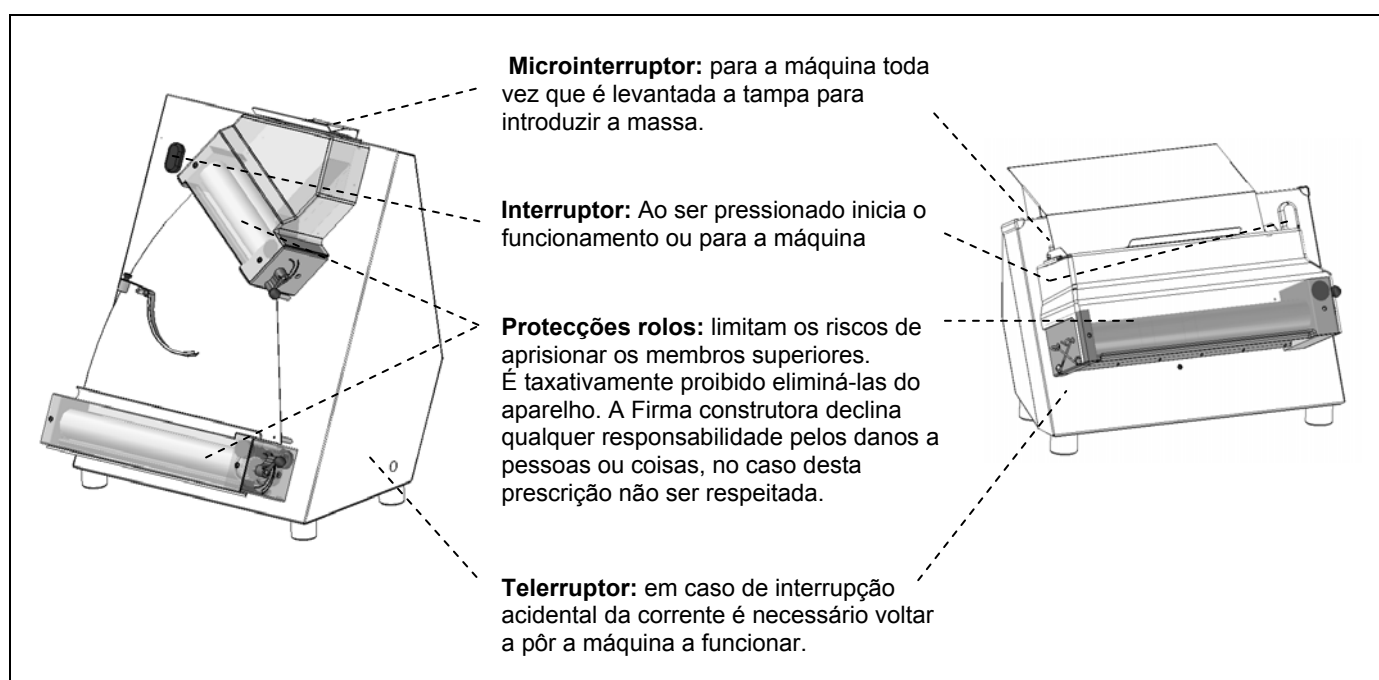 Microinterruptor: para a máquina toda
vez que é levantada a tampa para
introduzir a massa.
Interruptor: Ao ser pressionado inicia o
funcionamento ou para a máquina
Protecções rolos: limitam os riscos de
aprisionar os membros superiores.
É taxativamente proibido eliminá-las do
aparelho. A Firma construtora declina
qualquer responsabilidade pelos danos a
pessoas ou coisas, no caso desta
prescrição não ser respeitada.
Telerruptor: em caso de interrupção
acidental da corrente é necessário voltar
a pôr a máquina a funcionar.